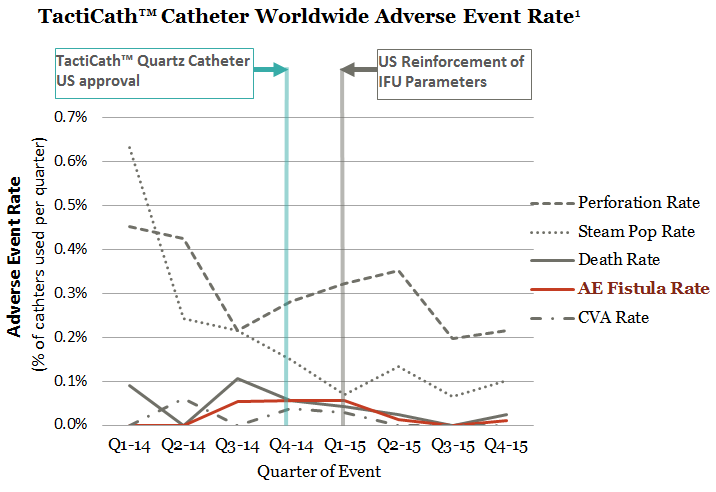 TactiCath™ Catheter Worldwide Adverse Event Rate¹
TactiCath™ Quartz Catheter
US approval
US Reinforcement of
IFU Parameters
Adverse Event Rate
(% of cathters used per quarter)
0.7%
0.6%
0.5%
0.4%
0.3%
0.2%
0.1%
0.0%
Perforation Rate
Steam Pop Rate
Death Rate
AE Fistula Rate
CVA Rate
Q1-14 Q2-14 Q3-14 Q4-14 Q1-15 Q2-15 Q3-15 Q4-15
Quarter of Event